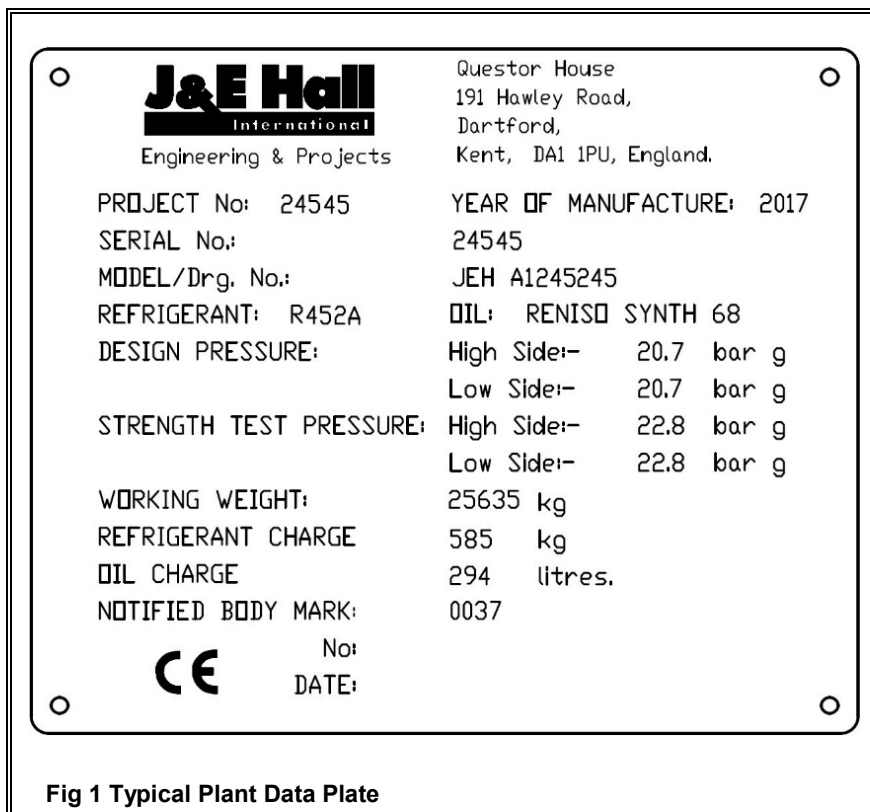 J&E Hall
International
Engineering & Projects
Questor House
191 Hawley Road,
Dartford,
Kent, DA1 1PU, England.
PROJECT No: 24545 YEAR OF MANUFACTURE: 2017
SERIAL No.: 24545
MODEL/Drg. No.: JEH A1245245
REFRIGERANT: R452A OIL: RENISO SYNTH 68
DESIGN PRESSURE: High Side:- 20.7 bar g
Low Side:- 20.7 bar g
STRENGTH TEST PRESSURE: High Side:- 22.8 bar g
Low Side:- 22.8 bar g
WORKING WEIGHT: 25635 kg
REFRIGERANT CHARGE 585 kg
OIL CHARGE 294 litres.
NOTIFIED BODY MARK: 0037
CE No:
DATE:
Fig 1 Typical Plant Data Plate